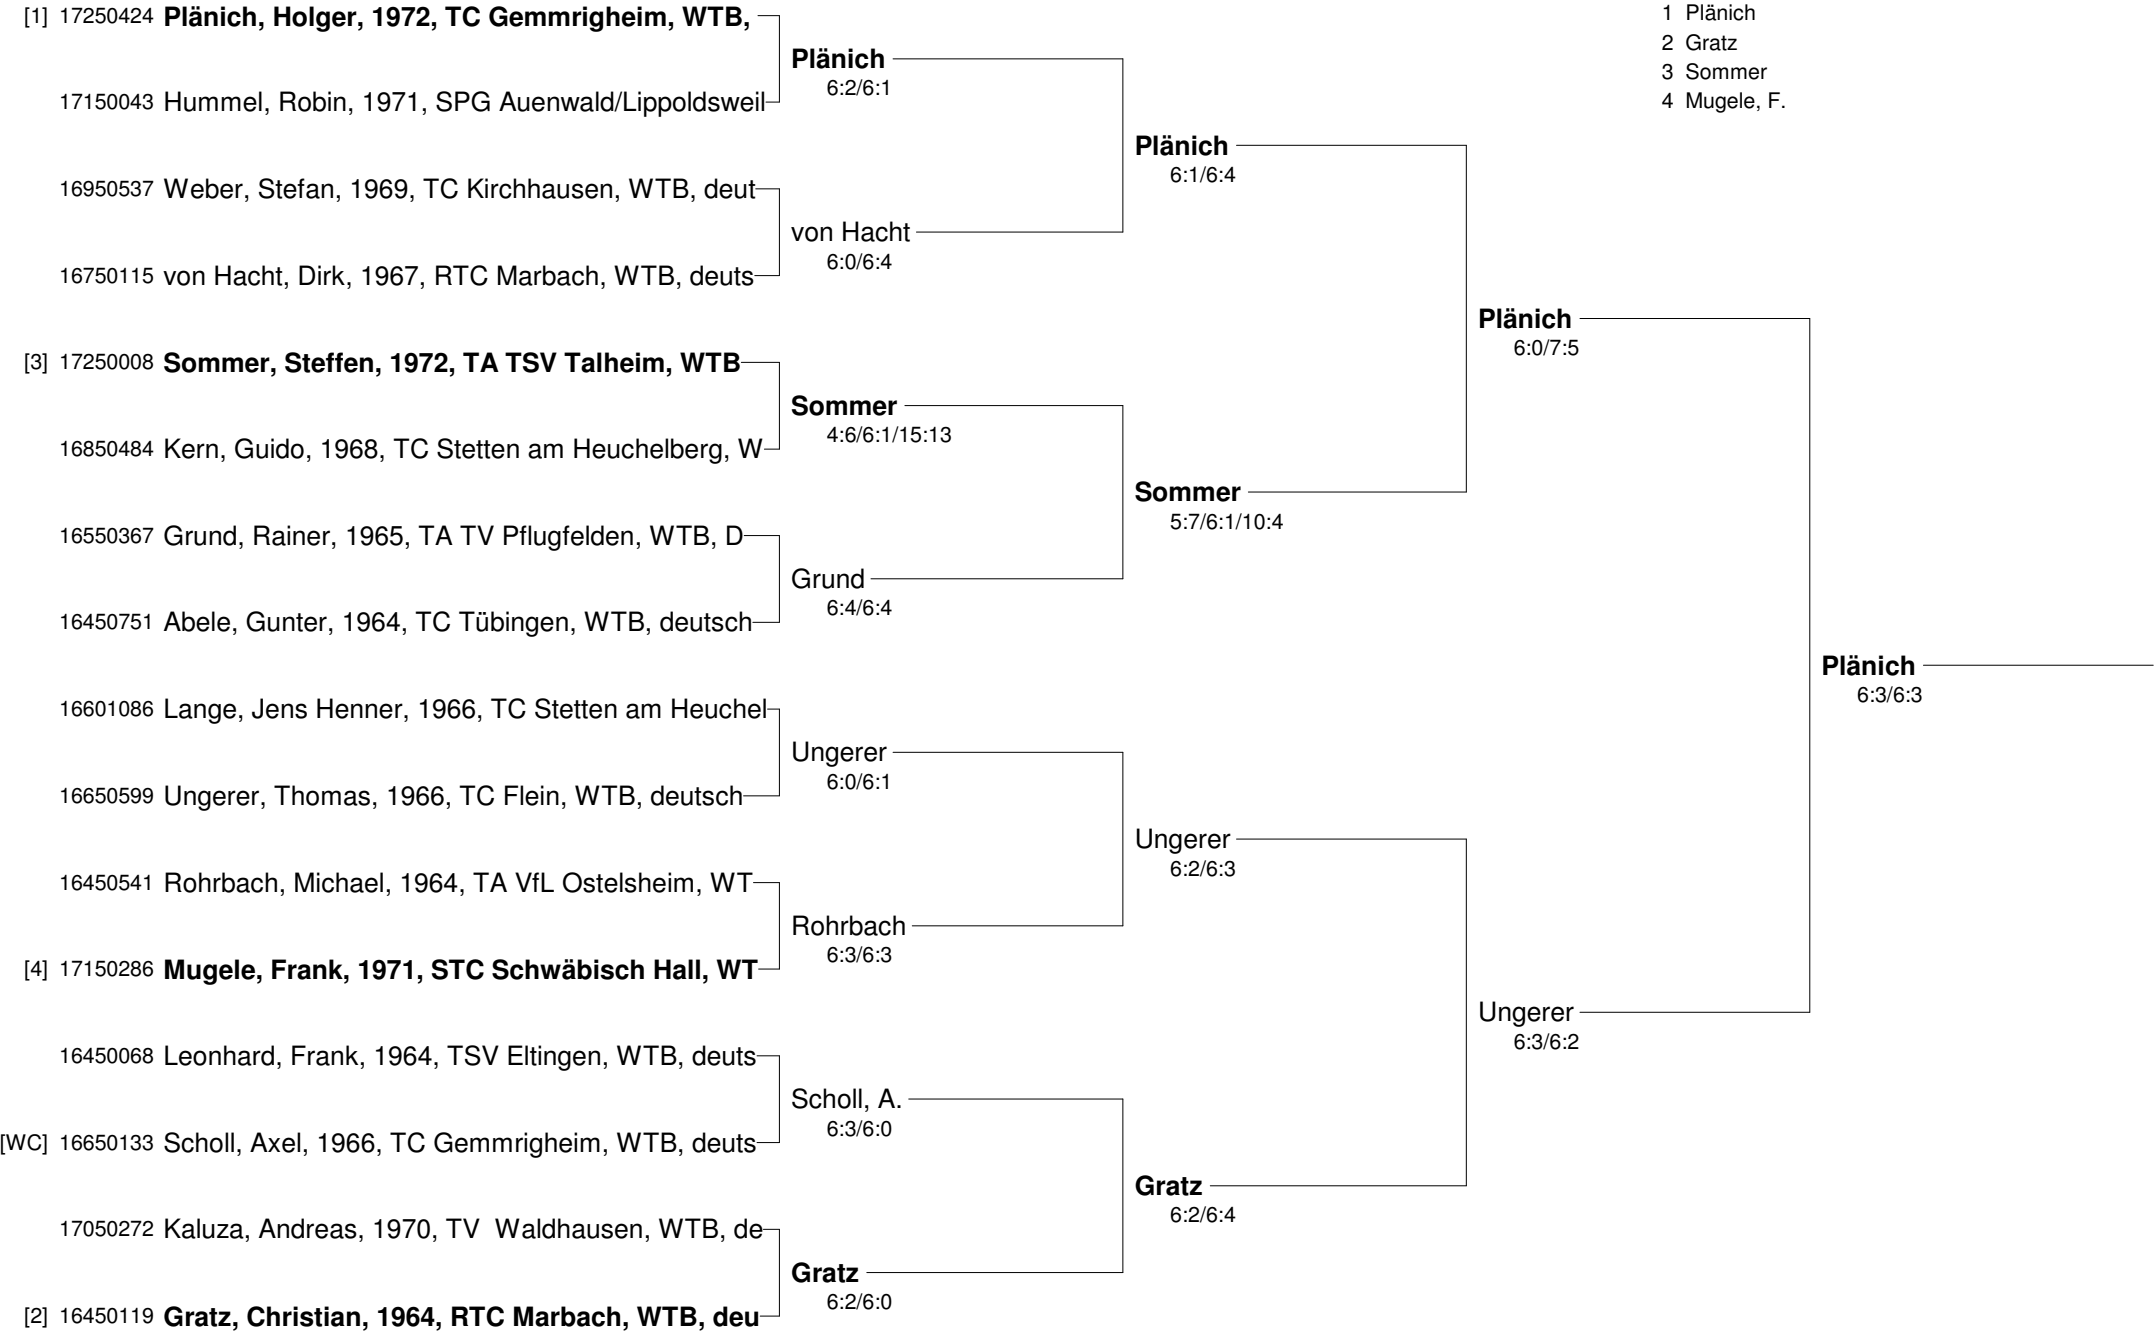 [1] 17250424 Plänich, Holger, 1972, TC Gemmrigheim, WTB,
1 Plänich
2 Gratz
3 Sommer
4 Mugele, F.
Plänich
6:2/6:1
17150043 Hummel, Robin, 1971, SPG Auenwald/Lippoldsweil
Plänich
6:1/6:4
16950537 Weber, Stefan, 1969, TC Kirchhausen, WTB, deut
von Hacht
6:0/6:4
16750115 von Hacht, Dirk, 1967, RTC Marbach, WTB, deuts
Plänich
6:0/7:5
[3] 17250008 Sommer, Steffen, 1972, TA TSV Talheim, WTB
Sommer
4:6/6:1/15:13
16850484 Kern, Guido, 1968, TC Stetten am Heuchelberg, W
Sommer
5:7/6:1/10:4
16550367 Grund, Rainer, 1965, TA TV Pflugfelden, WTB, D
Grund
6:4/6:4
16450751 Abele, Gunter, 1964, TC Tübingen, WTB, deutsch
Plänich
6:3/6:3
16601086 Lange, Jens Henner, 1966, TC Stetten am Heuchel
Ungerer
6:0/6:1
16650599 Ungerer, Thomas, 1966, TC Flein, WTB, deutsch
Ungerer
6:2/6:3
16450541 Rohrbach, Michael, 1964, TA VfL Ostelsheim, WT
Rohrbach
6:3/6:3
[4] 17150286 Mugele, Frank, 1971, STC Schwäbisch Hall, WT
Ungerer
6:3/6:2
16450068 Leonhard, Frank, 1964, TSV Eltingen, WTB, deuts
Scholl, A.
6:3/6:0
[WC] 16650133 Scholl, Axel, 1966, TC Gemmrigheim, WTB, deuts
Gratz
6:2/6:4
17050272 Kaluza, Andreas, 1970, TV  Waldhausen, WTB, de
Gratz
6:2/6:0
[2] 16450119 Gratz, Christian, 1964, RTC Marbach, WTB, deu